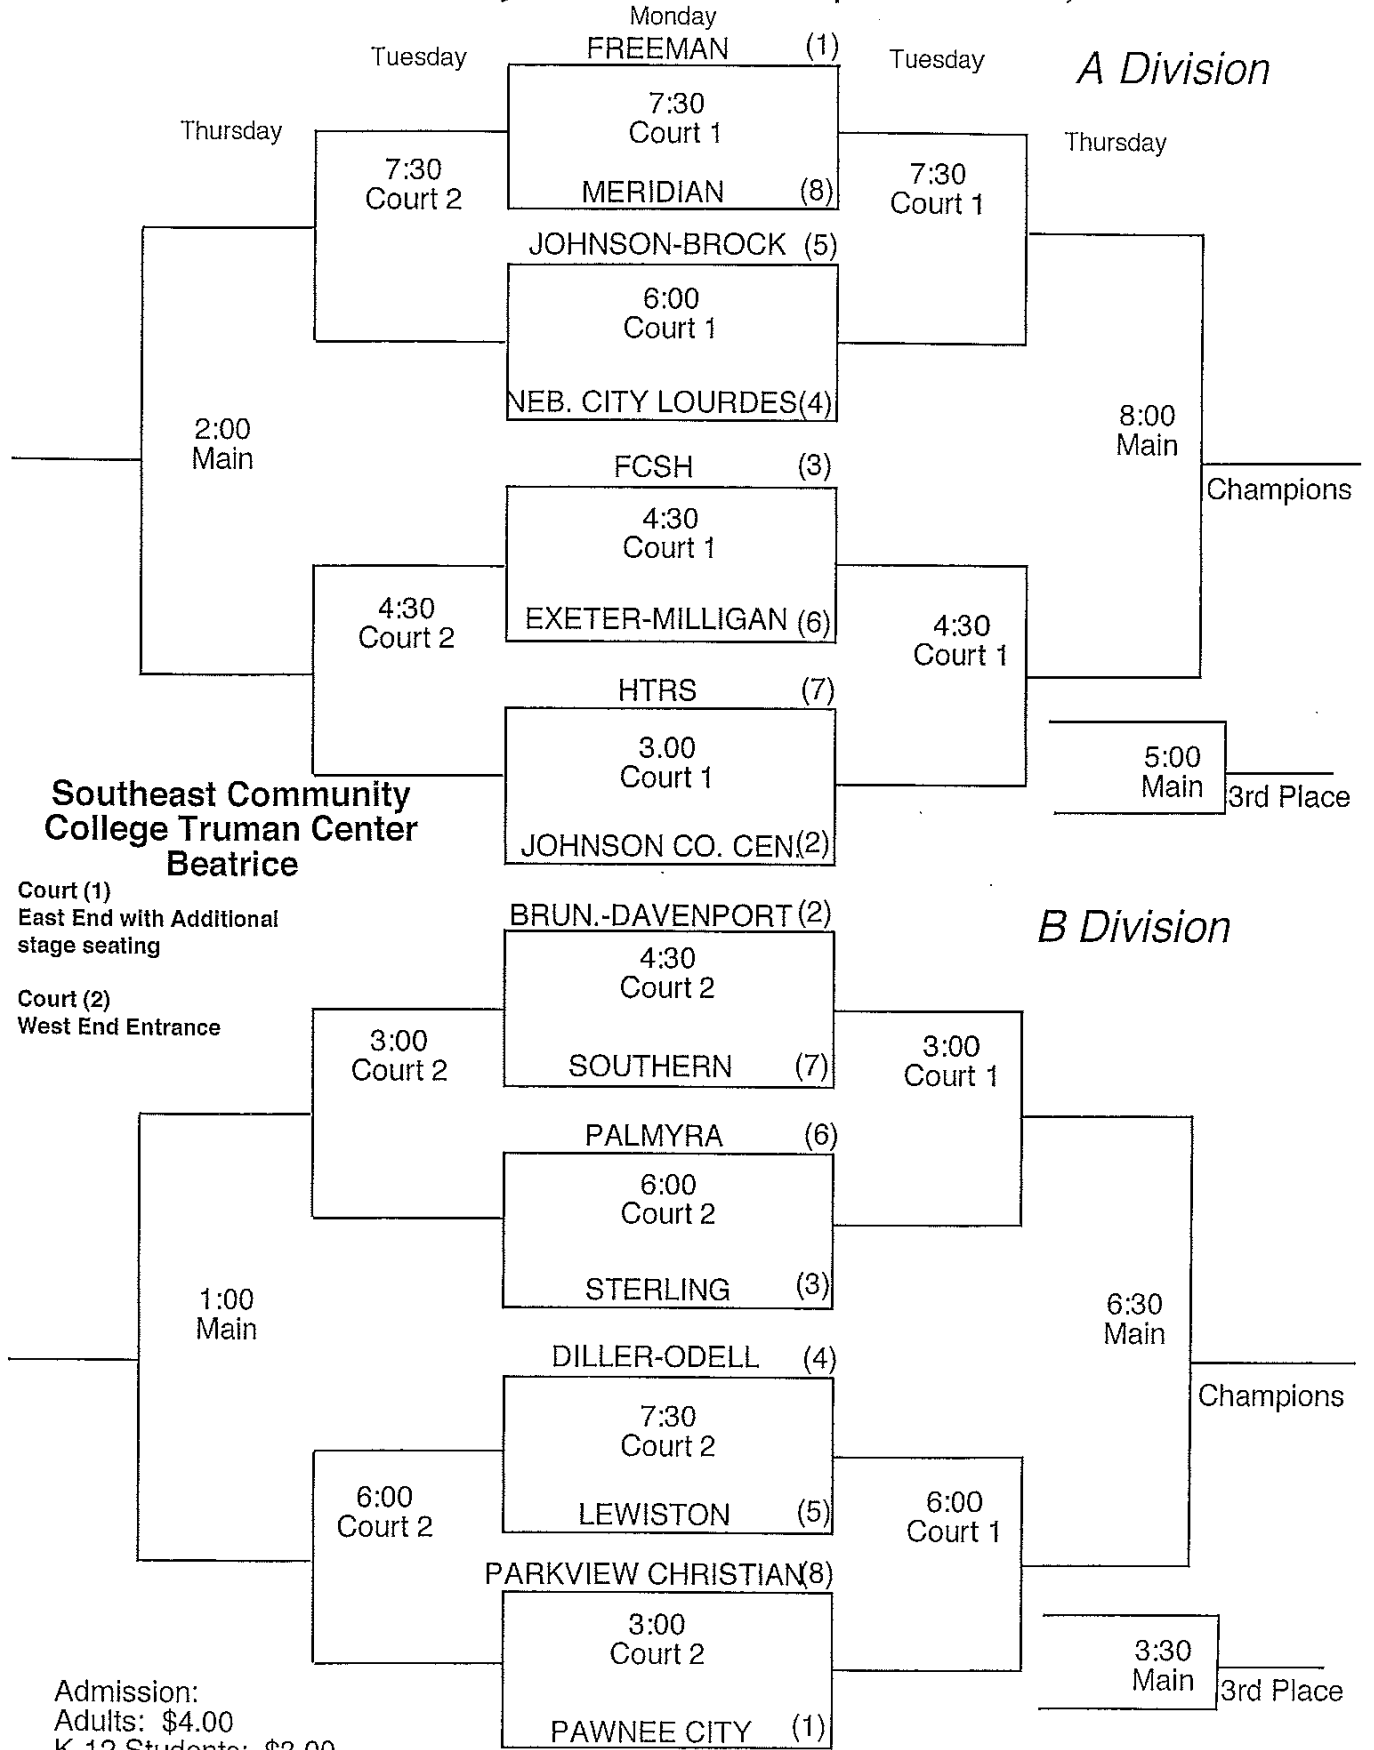 Monday
FREEMAN (1)
Tuesday
Tuesday
A Division
7:30
Court 1
Thursday
Thursday
7:30
Court 2
MERIDIAN (8)
7:30
Court 1
JOHNSON-BROCK (5)
6:00
Court 1
NEB. CITY LOURDES(4)
2:00
Main
8:00
Main
FCSH (3)
Champions
4:30
Court 1
4:30
Court 2
EXETER-MILLIGAN (6)
4:30
Court 1
HTRS (7)
3.00
Court 1
5:00
Main
3rd Place
JOHNSON CO. CEN.(2)
Southeast Community
College Truman Center
Beatrice
Court (1)
East End with Additional
stage seating
Court (2)
West End Entrance
BRUN.-DAVENPORT (2)
B Division
4:30
Court 2
3:00
Court 2
SOUTHERN (7)
3:00
Court 1
PALMYRA (6)
6:00
Court 2
STERLING (3)
1:00
Main
6:30
Main
DILLER-ODELL (4)
Champions
7:30
Court 2
6:00
Court 2
LEWISTON (5)
6:00
Court 1
PARKVIEW CHRISTIAN(8)
3:00
Court 2
3:30
Main
3rd Place
PAWNEE CITY (1)
Admission:
Adults: $4.00
K-12 Students: $3.00